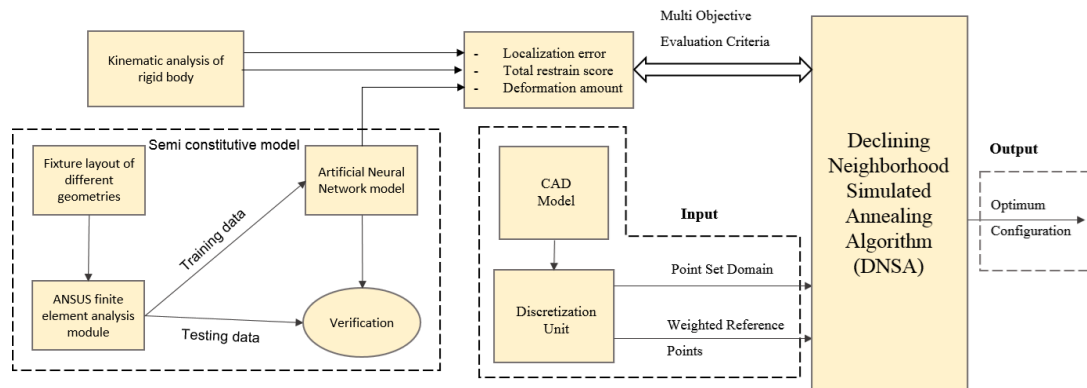 Kinematic analysis of
rigid body
- Localization error
- Total restrain score
- Deformation amount
Multi Objective
Evaluation Criteria
Semi constitutive model
Fixture layout of
different
geometries
Artificial Neural
Network model
Training data
ANSUS finite
element analysis
module
Testing data
Verification
CAD
Model
Input
Discretization
Unit
Point Set Domain
Weighted Reference
Points
Declining
Neighborhood
Simulated
Annealing
Algorithm
(DNSA)
Output
Optimum
Configuration